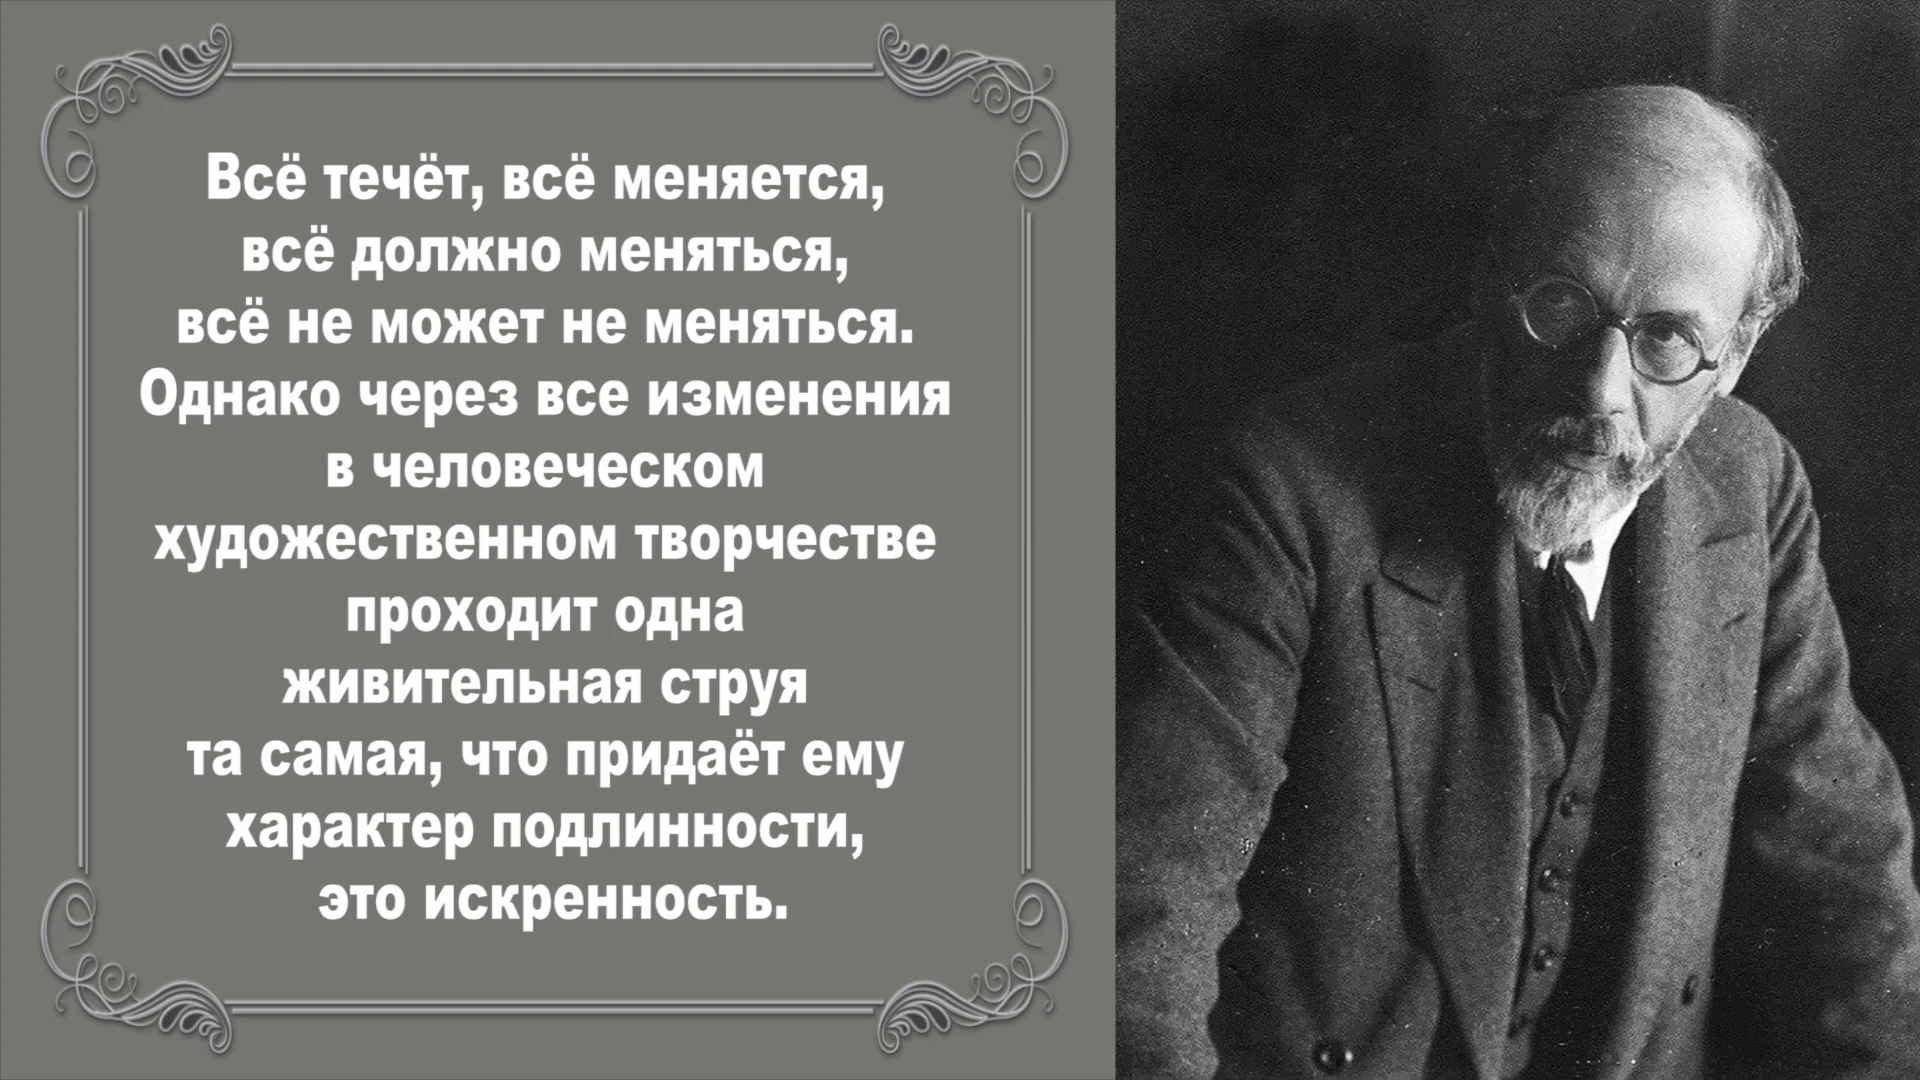 Всё течёт, всё меняется,
всё должно меняться,
всё не может не меняться.
Однако через все изменения
в человеческом
художественном творчестве
проходит одна
живительная струя
та самая, что придаёт ему
характер подлинности,
это искренность.